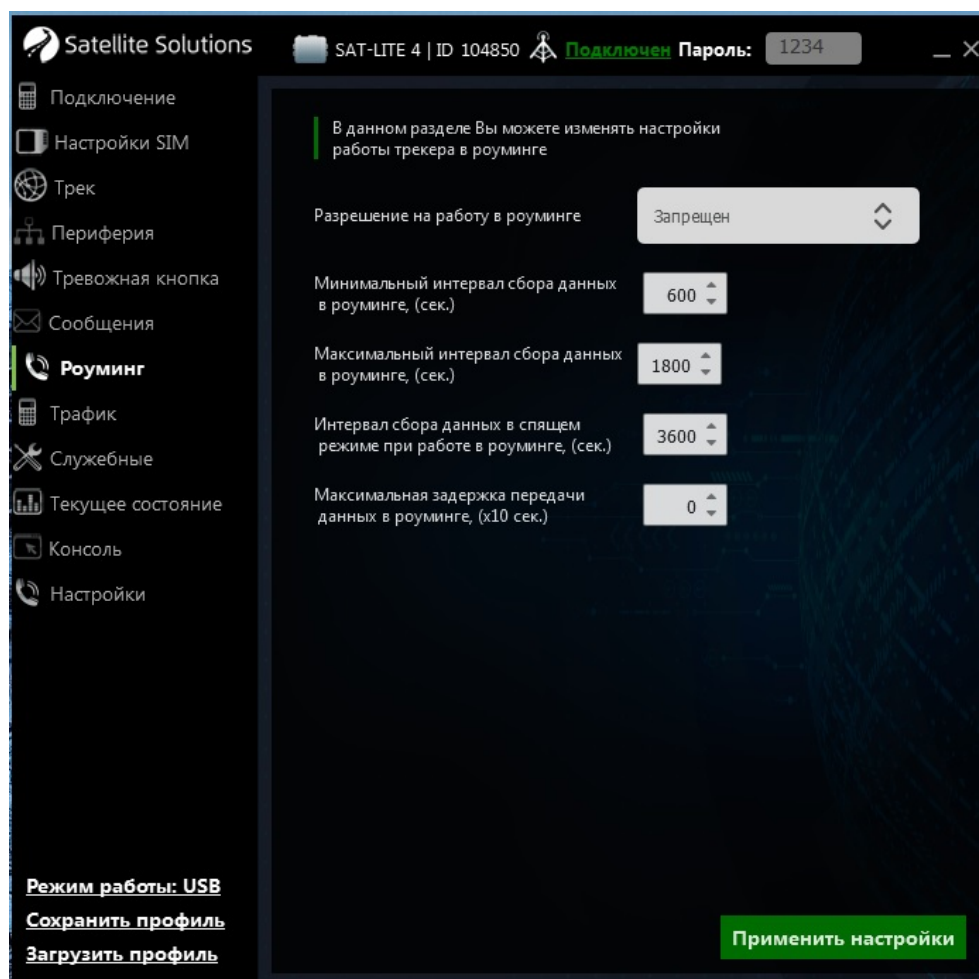 Satellite Solutions
SAT-LITE 4 | ID 104850 Подключен Пароль: 1234
Подключение
Настройки SIM
Трек
Периферия
Тревожная кнопка
Сообщения
Роуминг
Трафик
Служебные
Текущее состояние
Консоль
Настройки
Режим работы: USB
Сохранить профиль
Загрузить профиль
В данном разделе Вы можете изменять настройки
работы трекера в роуминге
Разрешение на работу в роуминге Запрещен
Минимальный интервал сбора данных
в роуминге, (сек.) 600
Максимальный интервал сбора данных
в роуминге, (сек.) 1800
Интервал сбора данных в спящем
режиме при работе в роуминге, (сек.) 3600
Максимальная задержка передачи
данных в роуминге, (x10 сек.) 0
Применить настройки